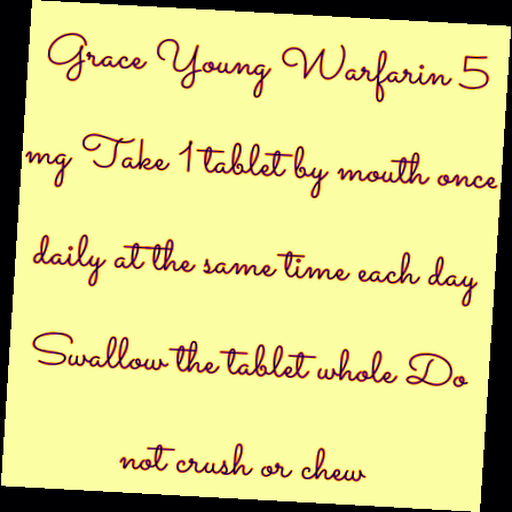 Grace Young Warfarin 5
mg Take 1 tablet by mouth once
daily at the same time each day
Swallow the tablet whole Do
not crush or chew